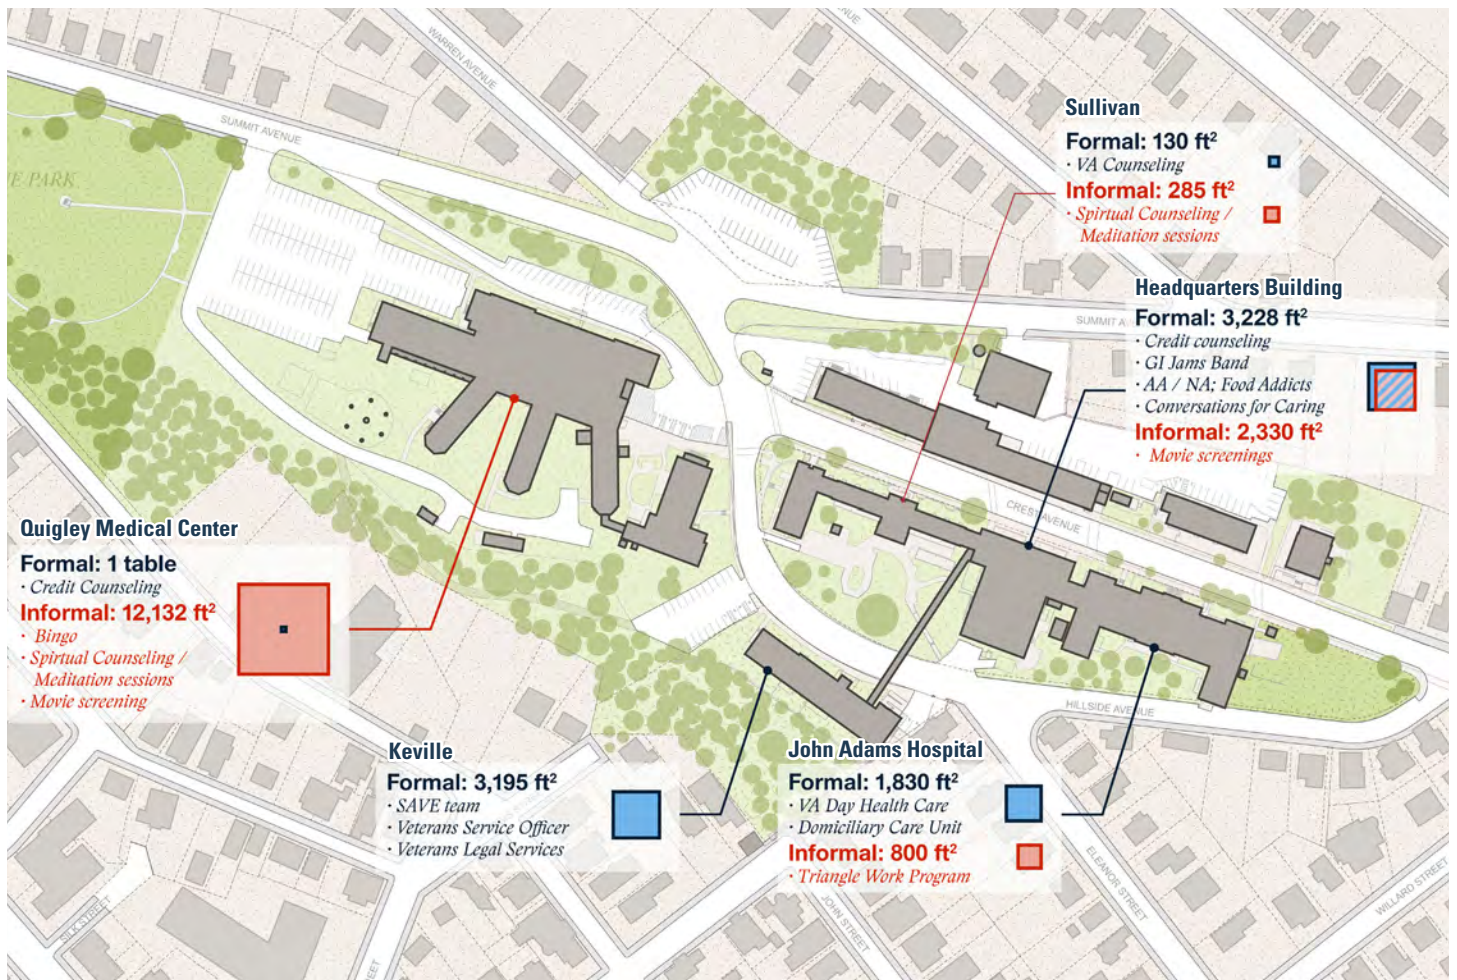 WARREN AVENUE
NUE
SUMMIT AVENUE
E PARK
Sullivan
Formal: 130 ft²
· VA Counseling
Informal: 285 ft²
· Spirtual Counseling /
Meditation sessions
Headquarters Building
Formal: 3,228 ft²
· Credit counseling
· GI Jams Band
· AA / NA; Food Addicts
· Conversations for Caring
Informal: 2,330 ft²
· Movie screenings
SUMMIT A
CREST AVENUE
Quigley Medical Center
Formal: 1 table
· Credit Counseling
Informal: 12,132 ft²
· Bingo
· Spirtual Counseling /
Meditation sessions
· Movie screening
HILLSIDE AVENUE
Keville
Formal: 3,195 ft²
· SAVE team
· Veterans Service Officer
· Veterans Legal Services
John Adams Hospital
Formal: 1,830 ft²
· VA Day Health Care
· Domiciliary Care Unit
Informal: 800 ft²
· Triangle Work Program
ELEANOR STREET
WILLARD STREET
JOHN STREET
SILK STREET
STREET